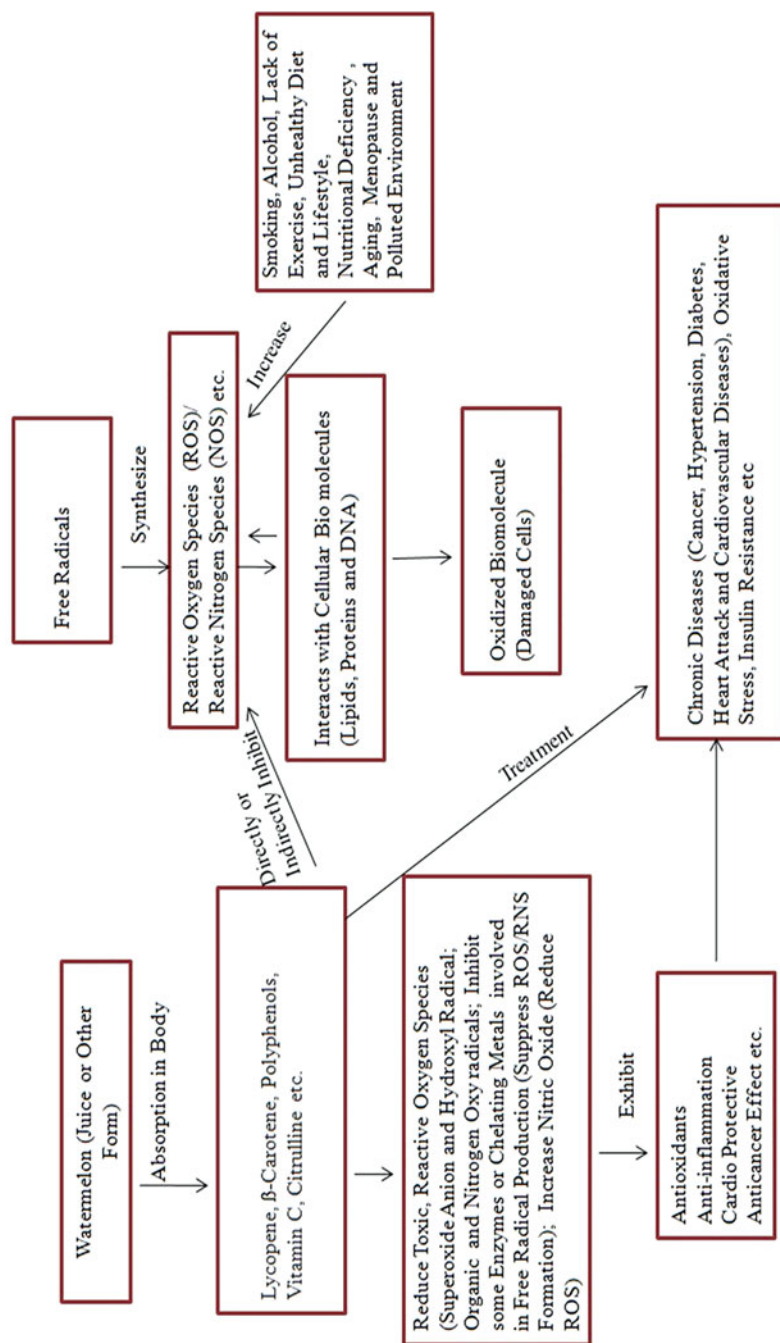 Watermelon (Juice or Other
Form)
Absorption in Body
Lycopene, β-Carotene, Polyphenols,
Vitamin C, Citrulline etc.
Directly or
Indirectly Inhibit
Treatment
Reduce Toxic, Reactive Oxygen Species
(Superoxide Anion and Hydroxyl Radical;
Organic and Nitrogen Oxy radicals; Inhibit
some Enzymes or Chelating Metals involved
in Free Radical Production (Suppress ROS/RNS
Formation); Increase Nitric Oxide (Reduce
ROS)
Exhibit
Antioxidants
Anti-inflammation
Cardio Protective
Anticancer Effect etc.
Free Radicals
Synthesize
Reactive Oxygen Species (ROS)/
Reactive Nitrogen Species (NOS) etc.
Increase
Smoking, Alcohol, Lack of
Exercise, Unhealthy Diet
and Lifestyle,
Nutritional Deficiency ,
Aging, Menopause and
Polluted Environment
Interacts with Cellular Bio molecules
(Lipids, Proteins and DNA)
Oxidized Biomolecule
(Damaged Cells)
Chronic Diseases (Cancer, Hypertension, Diabetes,
Heart Attack and Cardiovascular Diseases), Oxidative
Stress, Insulin Resistance etc